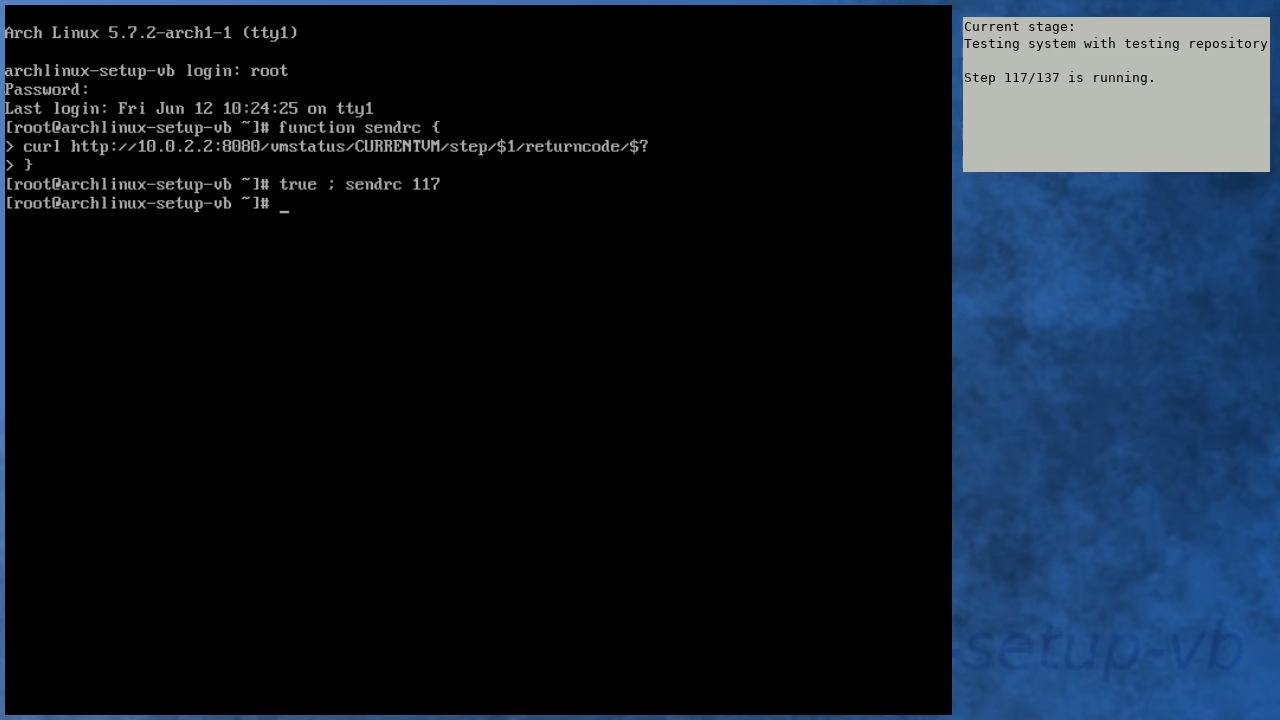 Arch Linux 5.7.2-arch1-1 (tty1)
archlinux-setup-vb login: root
Password:
Last login: Fri Jun 12 10:24:25 on tty1
[root@archlinux-setup-vb ~]# function sendrc {
> curl http://10.0.2.2:8080/vmstatus/CURRENTVM/step/$1/returncode/$?
> }
[root@archlinux-setup-vb ~]# true ; sendrc 117
[root@archlinux-setup-vb ~]# _
Current stage:
Testing system with testing repository
Step 117/137 is running.
-setup-vb